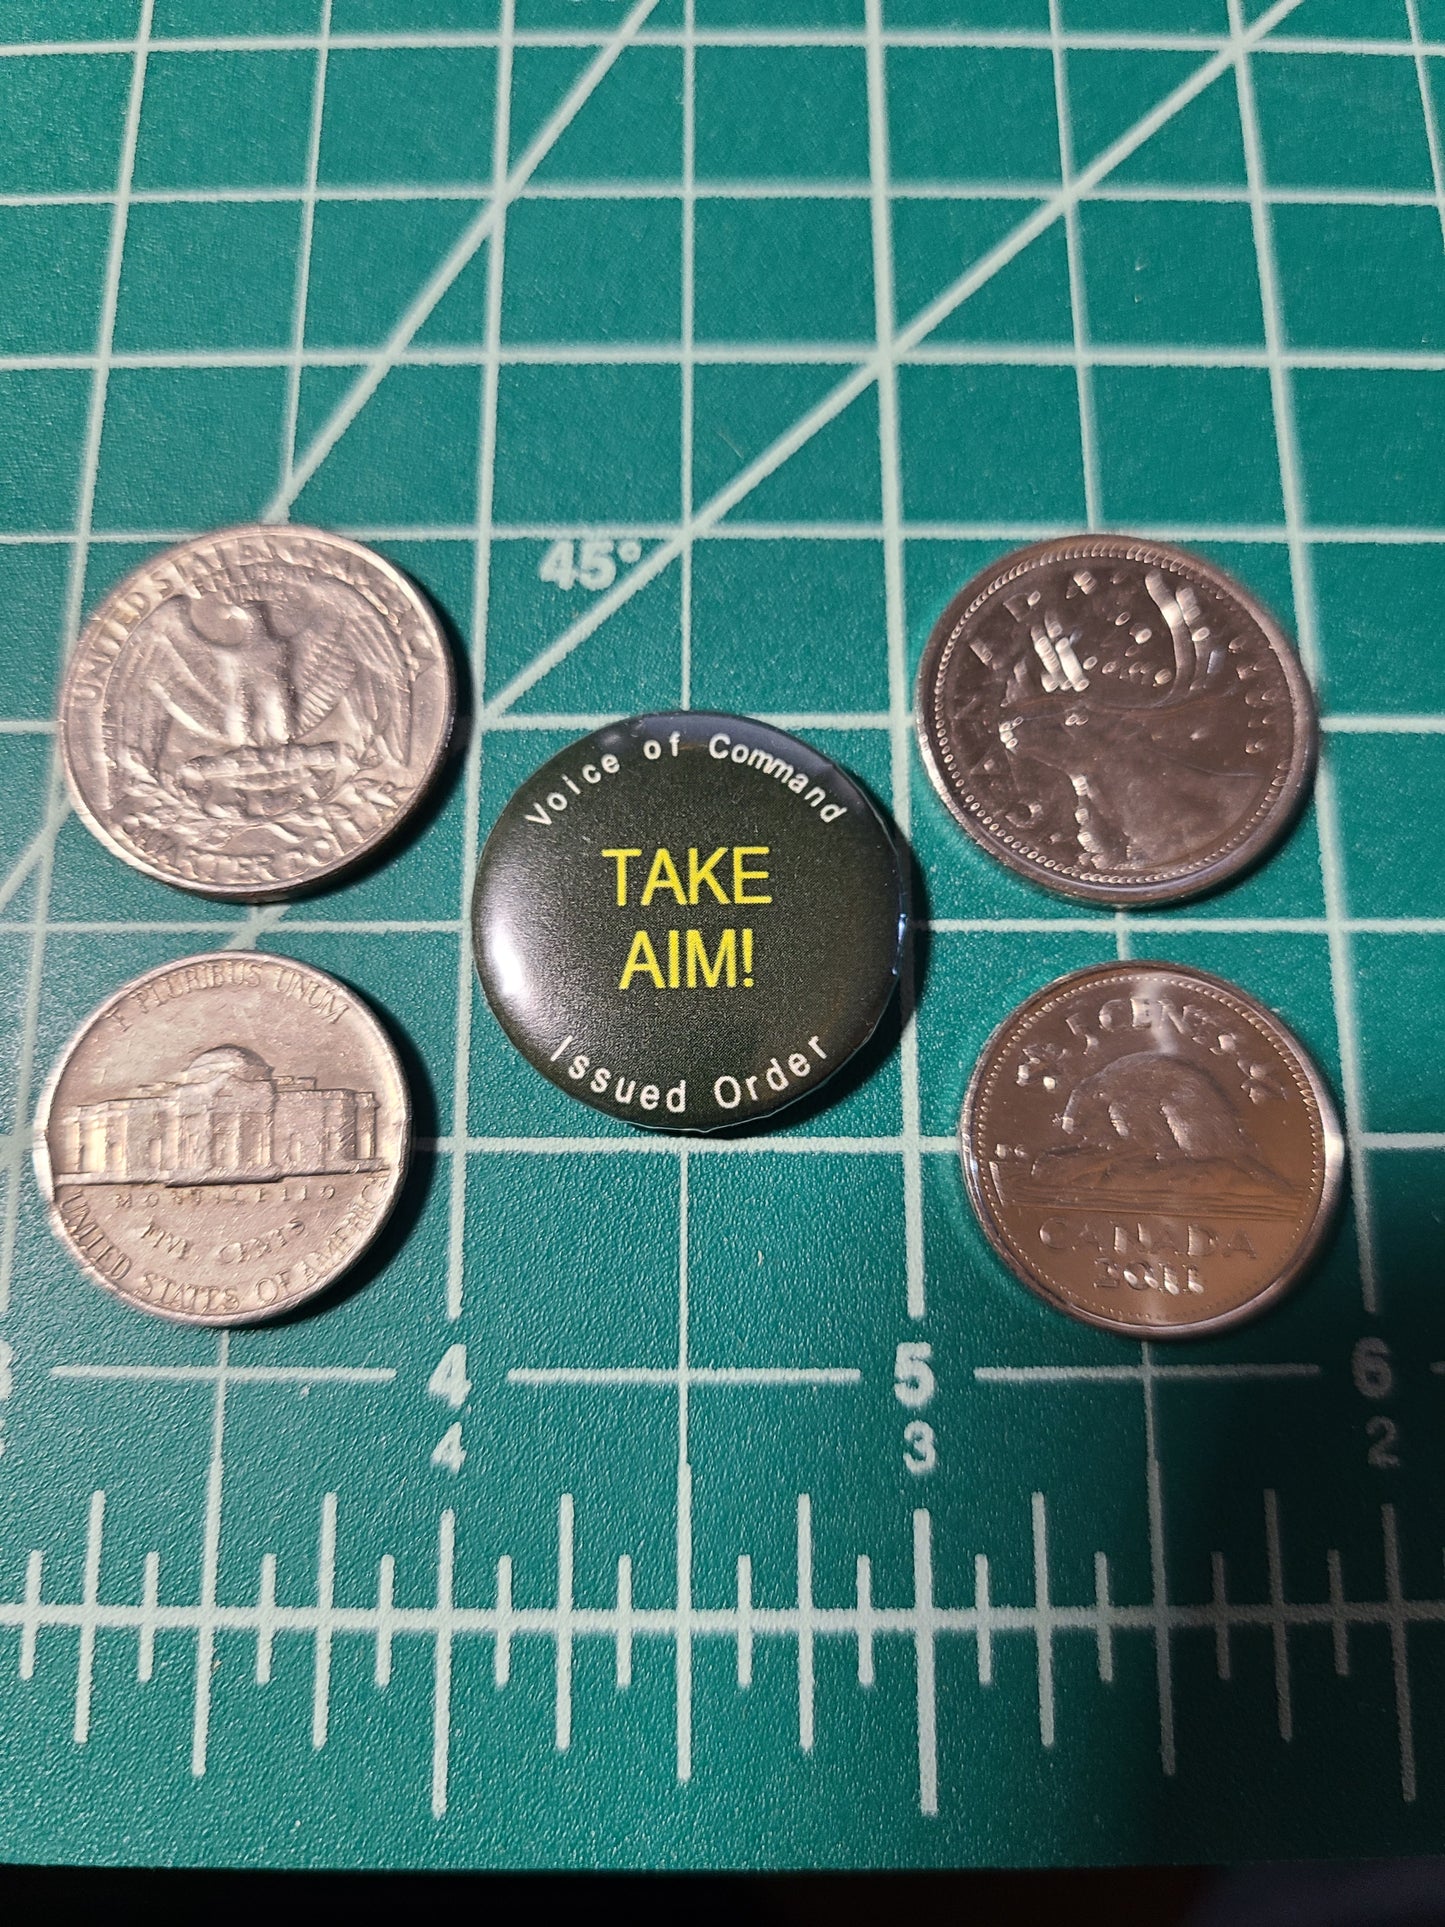 45°
UNITED STATES OF AMERICA
QUARTER DOLLAR
Voice of Command
TAKE
AIM!
Issued Order
E PLURIBUS UNUM
MONTICELLO
FIVE CENTS
UNITED STATES OF AMERICA
5 CENTS
CANADA
2011
4 5 6
4 3 2